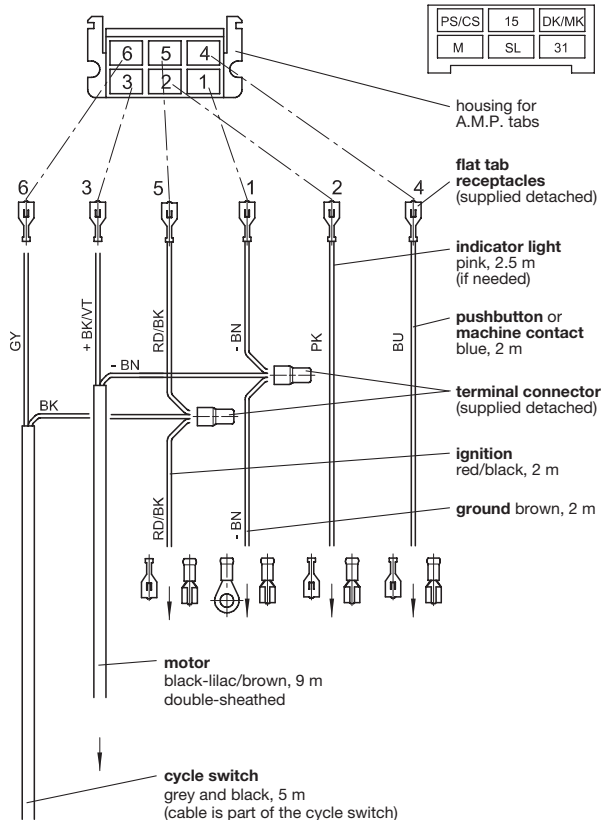 6 5 4
3 2 1
PS/CS 15 DK/MK
M SL 31
housing for
A.M.P. tabs
6 3 5 1 2 4
flat tab
receptacles
(supplied detached)
indicator light
pink, 2.5 m
(if needed)
GY
+ BK/VT
RD/BK
- BN
PK
BU
pushbutton or
machine contact
blue, 2 m
- BN
BK
terminal connector
(supplied detached)
ignition
red/black, 2 m
RD/BK
- BN
ground brown, 2 m
motor
black-lilac/brown, 9 m
double-sheathed
cycle switch
grey and black, 5 m
(cable is part of the cycle switch)